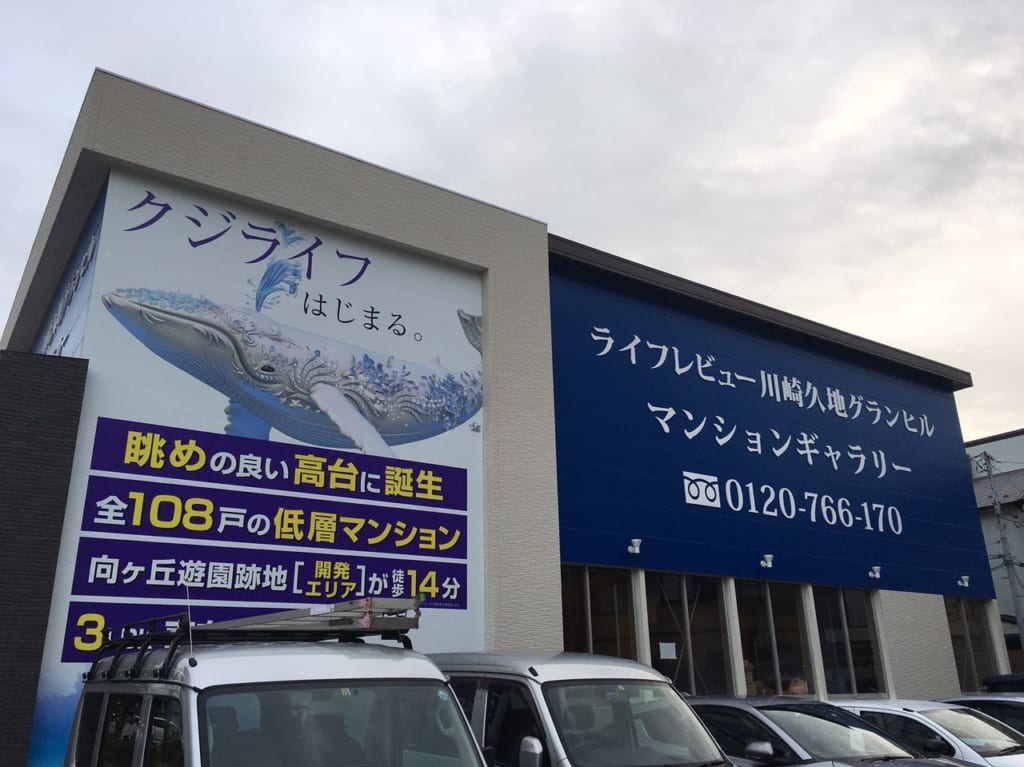 クジライフ
はじまる。
眺めの良い高台に誕生
全108戸の低層マンション
向ヶ丘遊園跡地[開発エリア]が徒歩14分
3
ライフレビュー川崎久地グランヒル
マンションギャラリー
0120-766-170